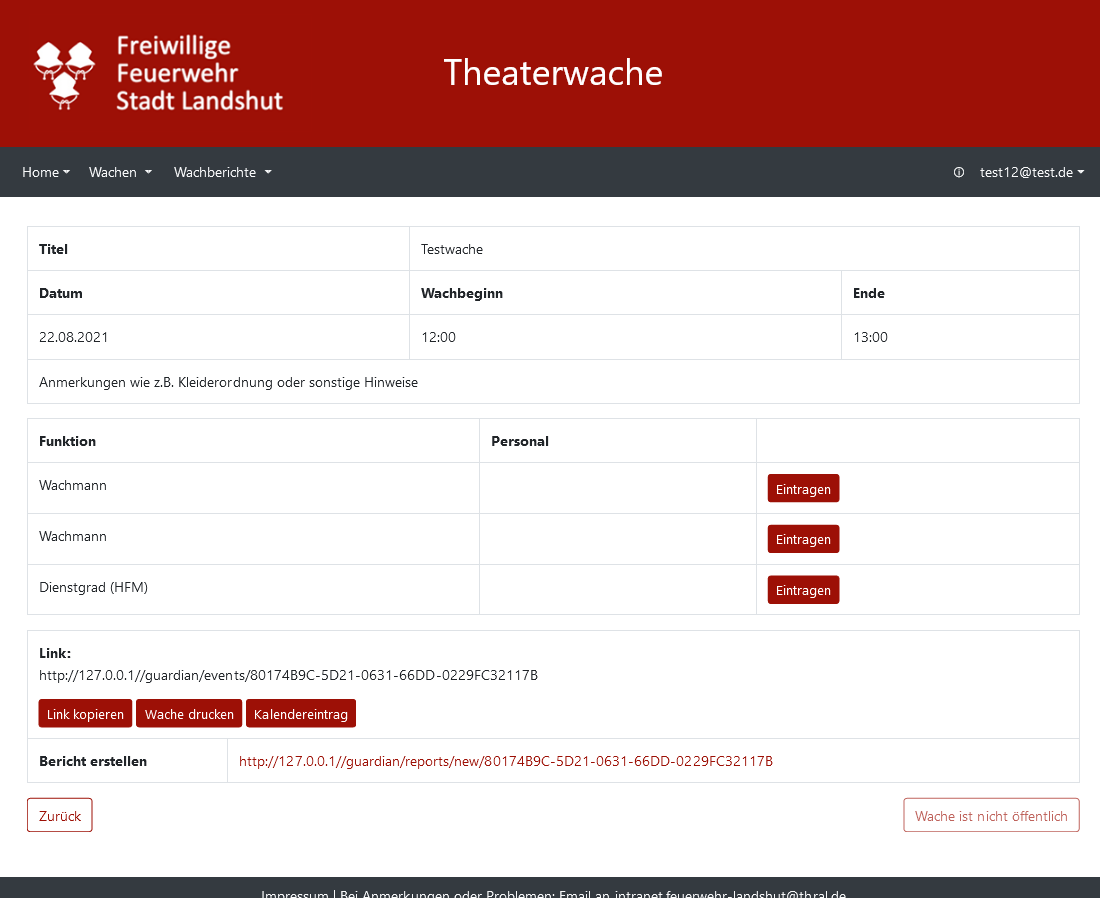 Freiwillige
Feuerwehr
Stadt Landshut
Theaterwache
Home Wachen Wachberichte test12@test.de
Titel Testwache
Datum Wachbeginn Ende
22.08.2021 12:00 13:00
Anmerkungen wie z.B. Kleiderordnung oder sonstige Hinweise
Funktion Personal
Wachmann Eintragen
Wachmann Eintragen
Dienstgrad (HFM) Eintragen
Link:
http://127.0.0.1//guardian/events/80174B9C-5D21-0631-66DD-0229FC32117B
Link kopieren Wache drucken Kalendereintrag
Bericht erstellen http://127.0.0.1//guardian/reports/new/80174B9C-5D21-0631-66DD-0229FC32117B
Zurück Wache ist nicht öffentlich
Impressum | Bei Anmerkungen oder Problemen: Email an intranet.feuerwehr-landshut@thral.de